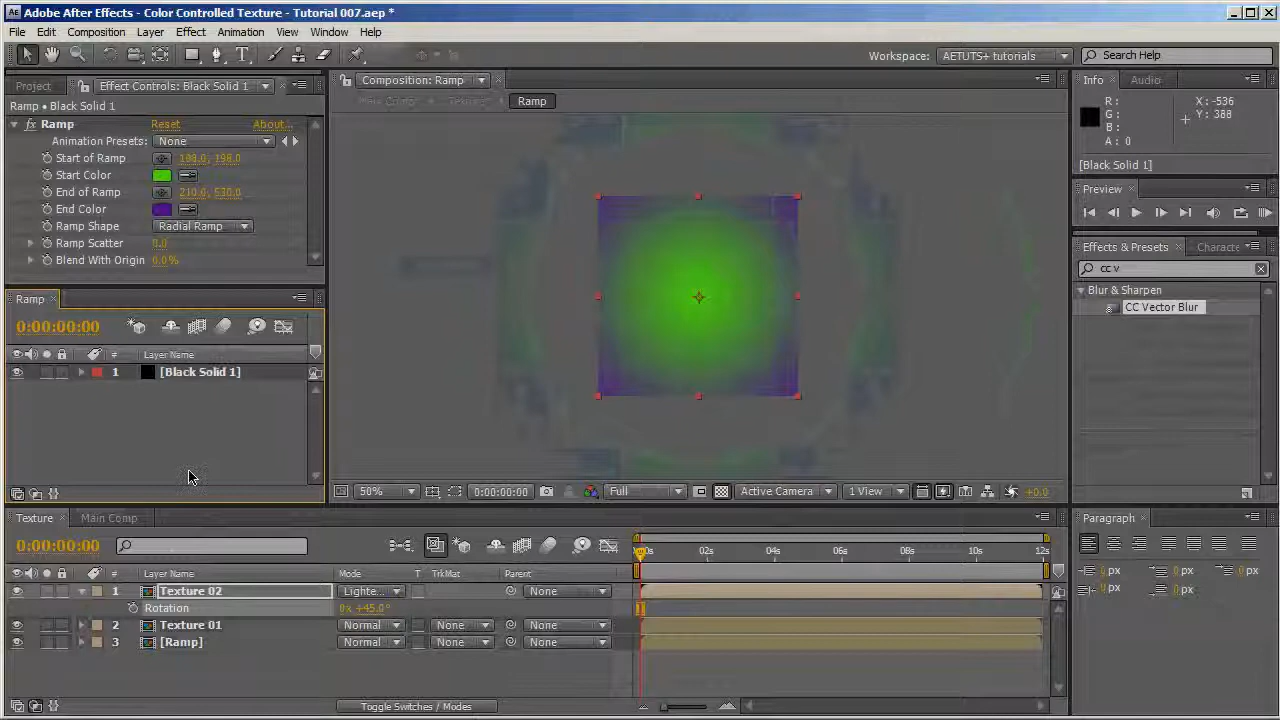 Adobe After Effects - Color Controlled Texture - Tutorial 007.aep *
File Edit Composition Layer Effect Animation View Window Help
Workspace: AETUTS+ tutorials Search Help
Project Effect Controls: Black Solid 1 Composition: Ramp Info Audio
Ramp • Black Solid 1
Ramp
R: X: -536
G: Y: 388
B:
A: 0
fx Ramp Reset About...
Animation Presets: None
Start of Ramp 198.0, 198.0
Start Color
End of Ramp 210.0, 530.0
End Color
Ramp Shape Radial Ramp
Ramp Scatter 0.0
Blend With Origin 0.0%
[Black Solid 1]
Preview
Effects & Presets Characte
cc v
Blur & Sharpen
CC Vector Blur
Ramp
0:00:00:00
# Layer Name
1 [Black Solid 1]
50% 0:00:00:00 Full Active Camera 1 View +0.0
Texture Main Comp
0:00:00:00
# Layer Name Mode T TrkMat Parent
02s 04s 06s 08s 10s 12s
1 Texture 02 Lighte... None
Rotation 0x +45.0°
2 Texture 01 Normal None None
3 [Ramp] Normal None None
Toggle Switches / Modes
Paragraph
0 px 0 px 0 px
0 px 0 px